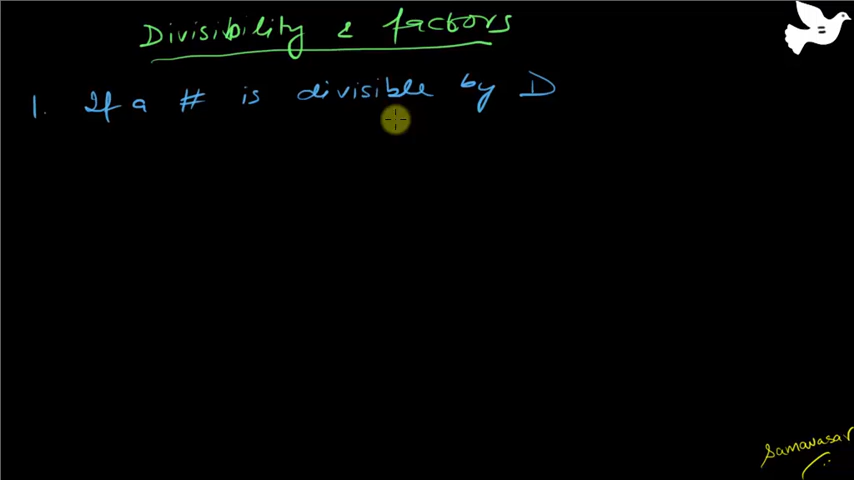 Divisibility & factors
1. If a # is divisible by D
Samavasar